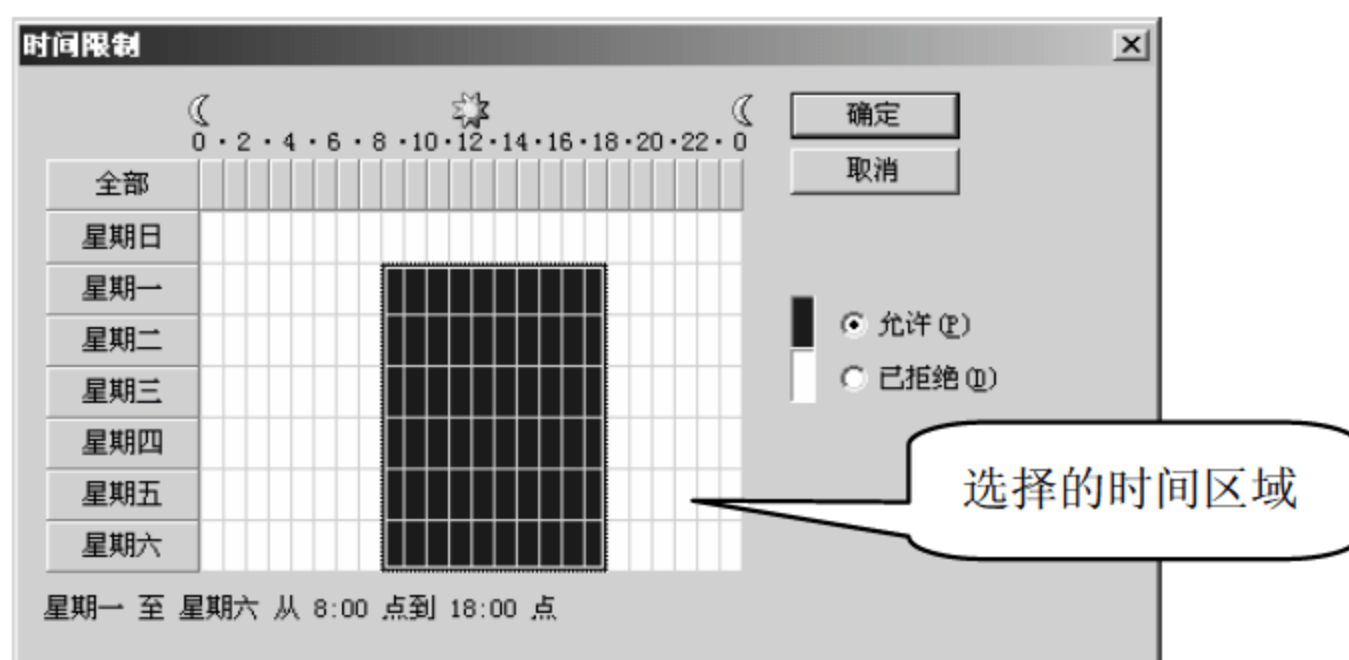 时间限制
确定
0·2·4·6·8·10·12·14·16·18·20·22·0
取消
全部
星期日
星期一
星期二
星期三
星期四
星期五
星期六
允许(P)
已拒绝(D)
选择的时间区域
星期一 至 星期六 从 8:00 点到 18:00 点